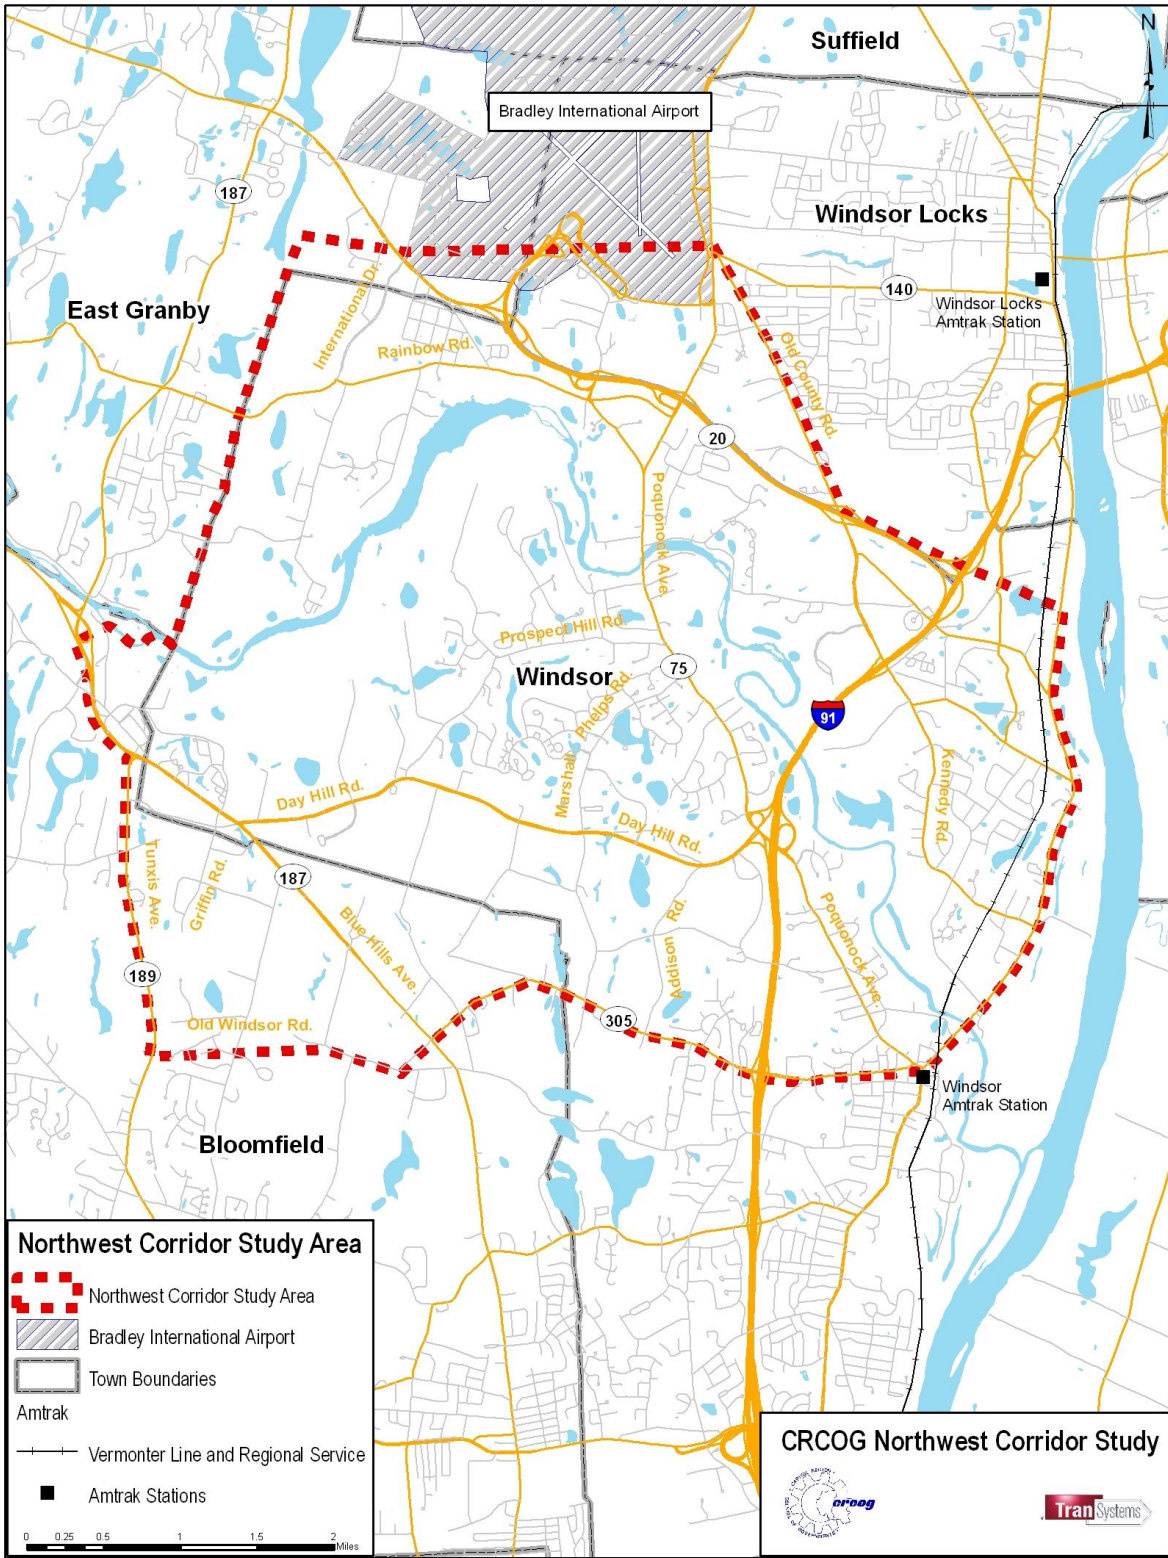 N
Suffield
Bradley International Airport
187
Windsor Locks
140
Windsor Locks
Amtrak Station
East Granby
International Dr.
Rainbow Rd.
Old County Rd.
20
Poquonock Ave.
Prospect Hill Rd.
Windsor
75
Phelps Rd.
Marshall
91
Kennedy Rd.
Day Hill Rd.
Day Hill Rd.
Tunxis Ave.
Griffin Rd.
187
Blue Hills Ave.
Poquonock Ave.
Addison Rd.
189
305
Old Windsor Rd.
Windsor
Amtrak Station
Bloomfield
Northwest Corridor Study Area
Northwest Corridor Study Area
Bradley International Airport
Town Boundaries
Amtrak
Vermonter Line and Regional Service
Amtrak Stations
0 0.25 0.5 1 1.5 2
Miles
CRCOG Northwest Corridor Study
crcog
TranSystems